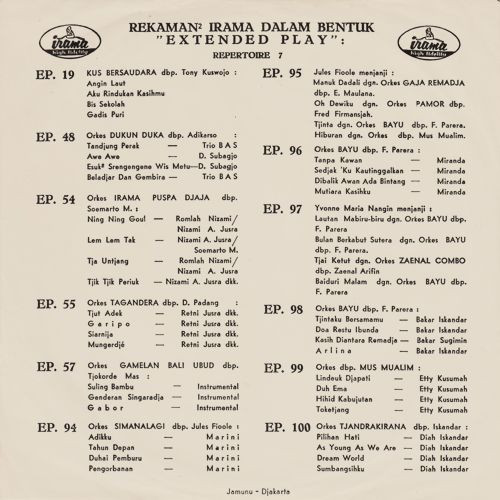 REKAMAN² IRAMA DALAM BENTUK
"EXTENDED PLAY":
REPERTOIRE 7
irama
high fidelity
irama
high fidelity
EP. 19 KUS BERSAUDARA dbp. Tony Kuswojo :
Angin Laut
Aku Rindukan Kasihmu
Bis Sekolah
Gadis Puri
EP. 48 Orkes DUKUN DUKA dbp. Adikarso :
Tandjung Perak — Trio BAS
Awe Awe — D. Subagjo
Esuk² Srengengene Wis Metu—D. Subagjo
Beladjar Dan Gembira — Trio BAS
EP. 54 Orkes IRAMA PUSPA DJAJA dbp.
Soemarto M. :
Ning Ning Goul — Romlah Nizami/
Nizami A. Jusra
Lem Lem Tak — Nizami A. Jusra/
Soemarto M.
Tja Untjang — Romlah Nizami/
Nizami A. Jusra
Tjik Tjik Periuk — Nizami A. Jusra dkk.
EP. 55 Orkes TAGANDERA dbp. D. Padang :
Tjut Adek — Retni Jusra dkk.
Garipo — Retni Jusra dkk.
Siarnija — Retni Jusra dkk.
Mungerdjé — Retni Jusra dkk.
EP. 57 Orkes GAMELAN BALI UBUD dbp.
Tjokorde Mas :
Suling Bambu — Instrumental
Genderan Singaradja — Instrumental
Gabor — Instrumental
EP. 94 Orkes SIMANALAGI dbp. Jules Fioole :
Adikku — Marini
Tahun Depan — Marini
Duhai Pemburu — Marini
Pengorbanan — Marini
EP. 95 Jules Fioole menjanji :
Manuk Dadali dgn. Orkes GAJA REMADJA
dbp. E. Maulana.
Oh Dewiku dgn. Orkes PAMOR dbp.
Fred Firmansjah.
Tjinta dgn. Orkes BAYU dbp. F. Parera.
Hiburan dgn. Orkes dbp. Mus Mualim.
EP. 96 Orkes BAYU dbp. F. Parera :
Tanpa Kawan — Miranda
Sedjak 'Ku Kautinggalkan — Miranda
Dibalik Awan Ada Bintang — Miranda
Mutiara Kasihku — Miranda
EP. 97 Yvonne Maria Nangin menjanji :
Lautan Mabiru-biru dgn. Orkes BAYU dbp.
F. Parera
Bulan Berkabut Sutera dgn. Orkes BAYU
dbp. F. Parera.
Tjai Ketut dgn. Orkes ZAENAL COMBO
dbp. Zaenal Arifin
Baiduri Malam dgn. Orkes BAYU dbp.
F. Parera
EP. 98 Orkes BAYU dbp. F. Parera :
Tjintaku Bersamamu — Bakar Iskandar
Doa Restu Ibunda — Bakar Iskandar
Kasih Diantara Remadja— Bakar Sugimin
Arlina — Bakar Iskandar
EP. 99 Orkes dbp. MUS MUALIM :
Lindeuk Djapati — Etty Kusumah
Duh Ema — Etty Kusumah
Hihid Kabujutan — Etty Kusumah
Toketjang — Etty Kusumah
EP. 100 Orkes TJANDRAKIRANA dbp. Iskandar :
Pilihan Hati — Diah Iskandar
As Young As We Are — Diah Iskandar
Dream World — Diah Iskandar
Sumbangsihku — Diah Iskandar
Jamunu - Djakarta